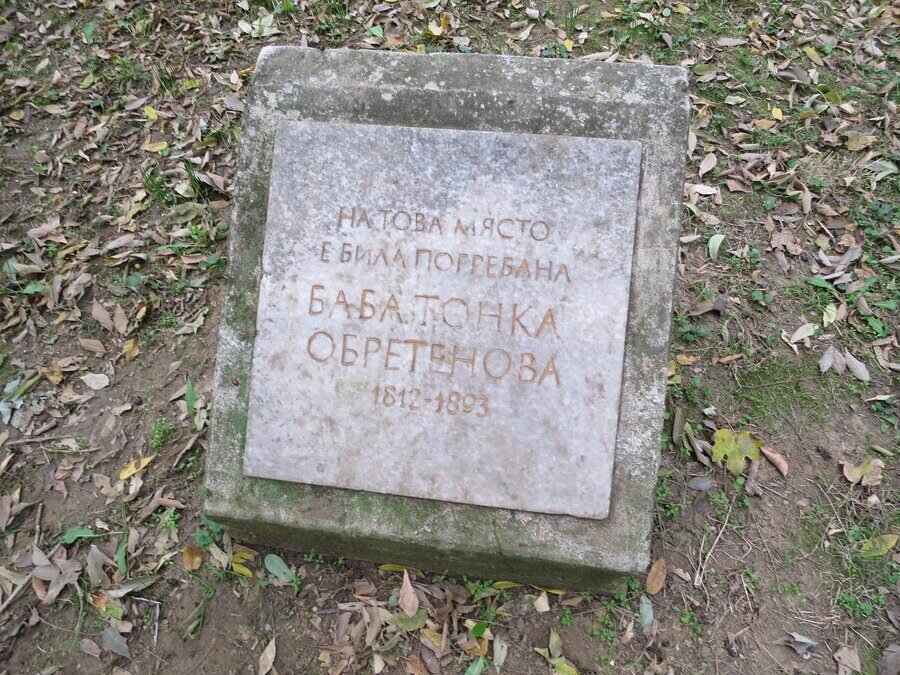 НА ТОВА МЯСТО
Е БИЛА ПОГРЕБАНА
БАБА ТОНКА
ОБРЕТЕНОВА
1812-1893